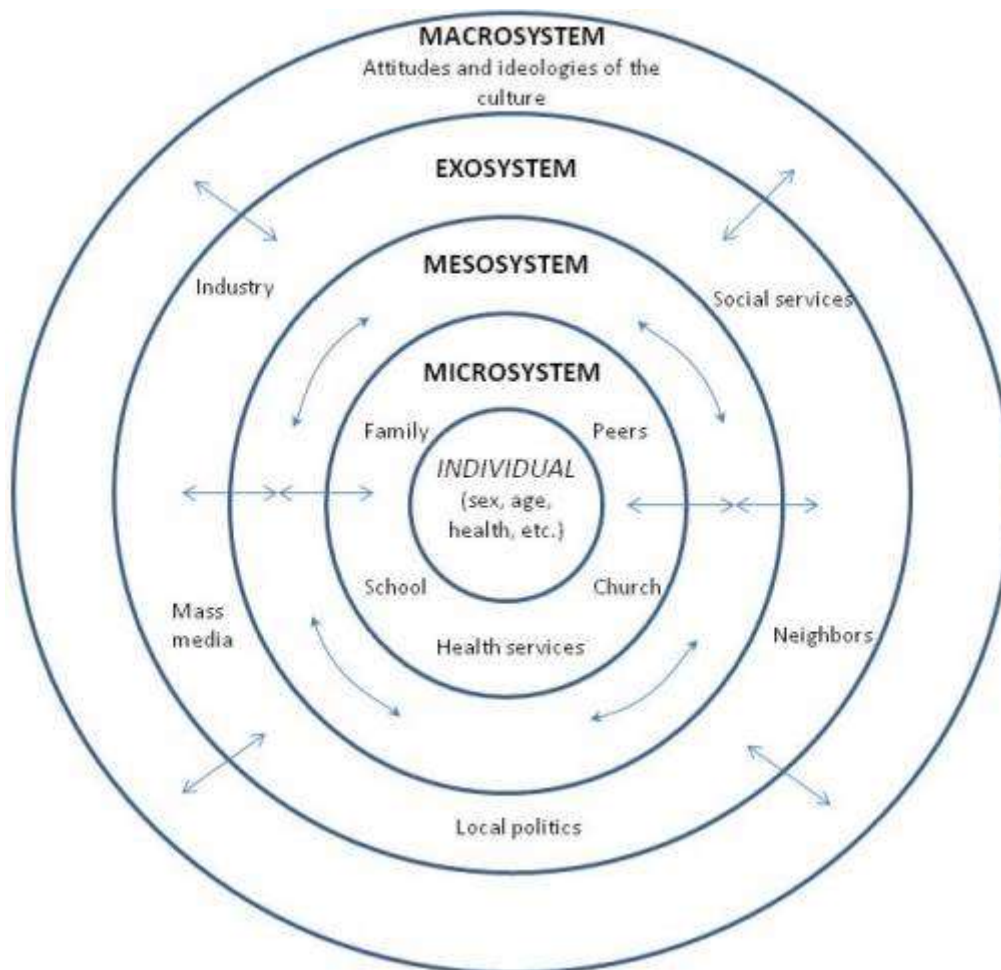 MACROSYSTEM
Attitudes and ideologies of the
culture
EXOSYSTEM
MESOSYSTEM
Industry
Social services
MICROSYSTEM
Family
Peers
INDIVIDUAL
(sex, age,
health, etc.)
School
Church
Mass
media
Neighbors
Health services
Local politics